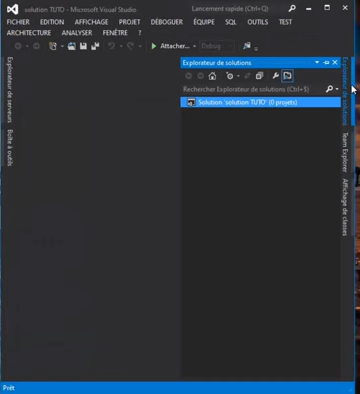 solution TUTO - Microsoft Visual Studio
Lancement rapide (Ctrl+Q)
FICHIER EDITION AFFICHAGE PROJET DÉBOGUER ÉQUIPE SQL OUTILS TEST
ARCHITECTURE ANALYSER FENÊTRE ?
Attacher... Debug
Explorateur de serveurs
Boîte à outils
Explorateur de solutions
Rechercher Explorateur de solutions (Ctrl+$)
Solution 'solution TUTO' (0 projets)
Explorateur de solutions
Team Explorer
Affichage de classes
Prêt